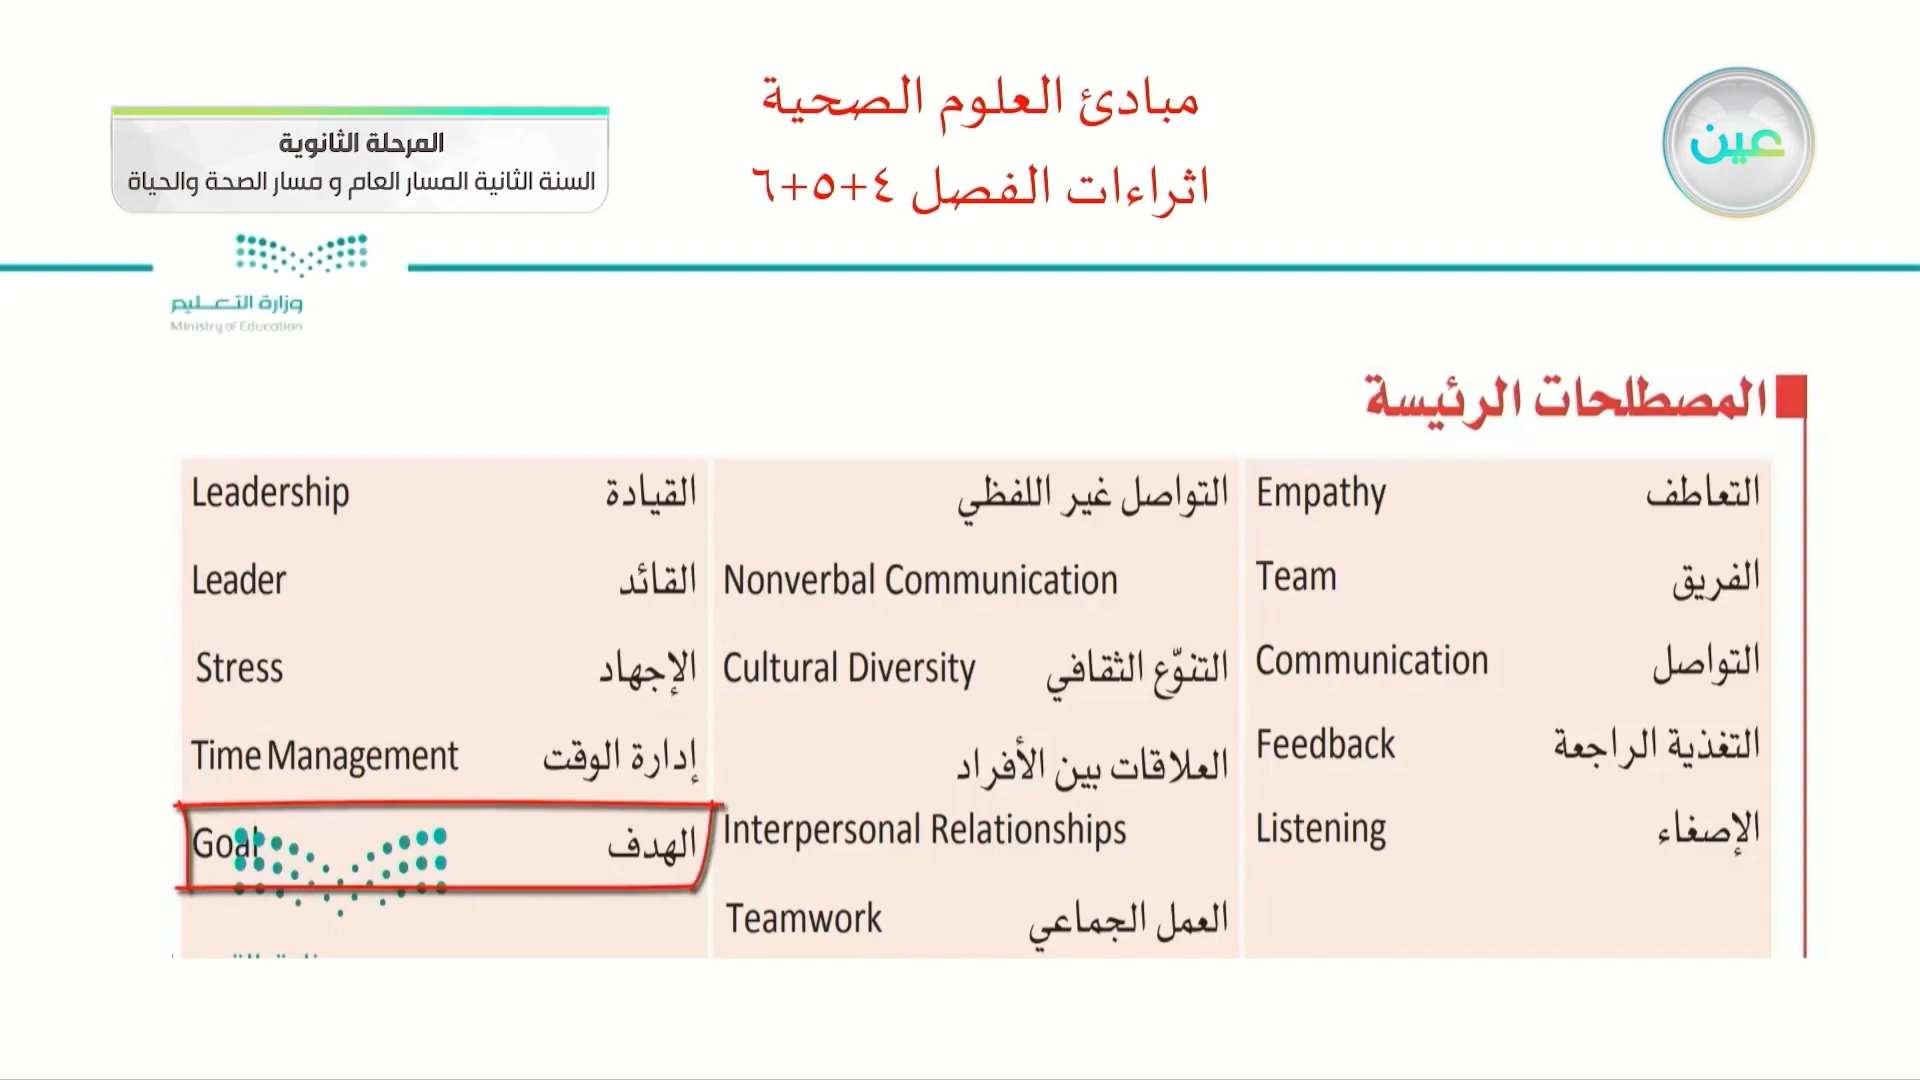 مبادئ العلوم الصحية
اثراءات الفصل ٤+٥+٦
عين
المرحلة الثانوية
السنة الثانية المسار العام و مسار الصحة والحياة
وزارة التعليم
Ministry of Education
المصطلحات الرئيسة
التعاطف Empathy
الفريق Team
التواصل Communication
التغذية الراجعة Feedback
الإصغاء Listening
التواصل غير اللفظي
Nonverbal Communication
التنوّع الثقافي Cultural Diversity
العلاقات بين الأفراد
Interpersonal Relationships
العمل الجماعي Teamwork
القيادة Leadership
القائد Leader
الإجهاد Stress
إدارة الوقت Time Management
الهدف Goal